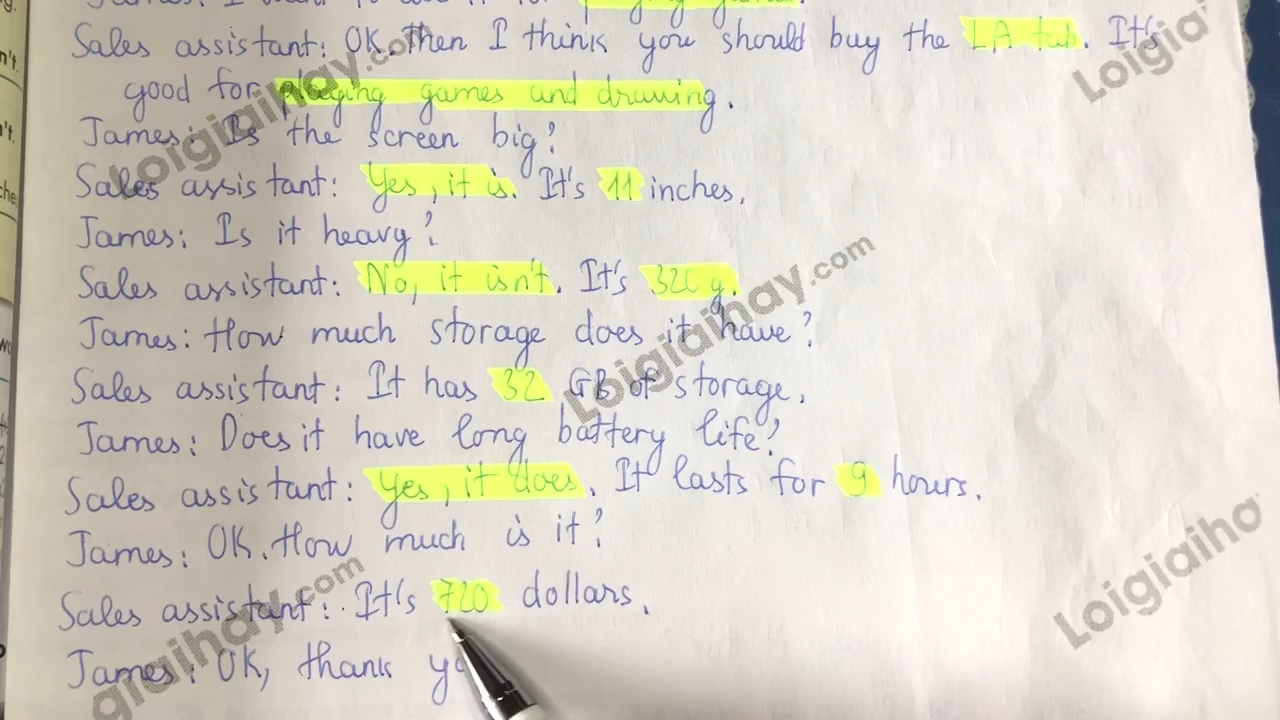 Sales assistant: OK. Then I think you should buy the LA tab. It's
good for playing games and drawing.
James: Is the screen big?
Sales assistant: Yes, it is. It's 11 inches.
James: Is it heavy?
Sales assistant: No, it isn't. It's 320 g.
James: How much storage does it have?
Sales assistant: It has 32 GB of storage.
James: Does it have long battery life?
Sales assistant: Yes, it does. It lasts for 9 hours.
James: OK. How much is it?
Sales assistant: It's 720 dollars.
James: OK, thank
Loigiaihay.com
Loigiaihay.com